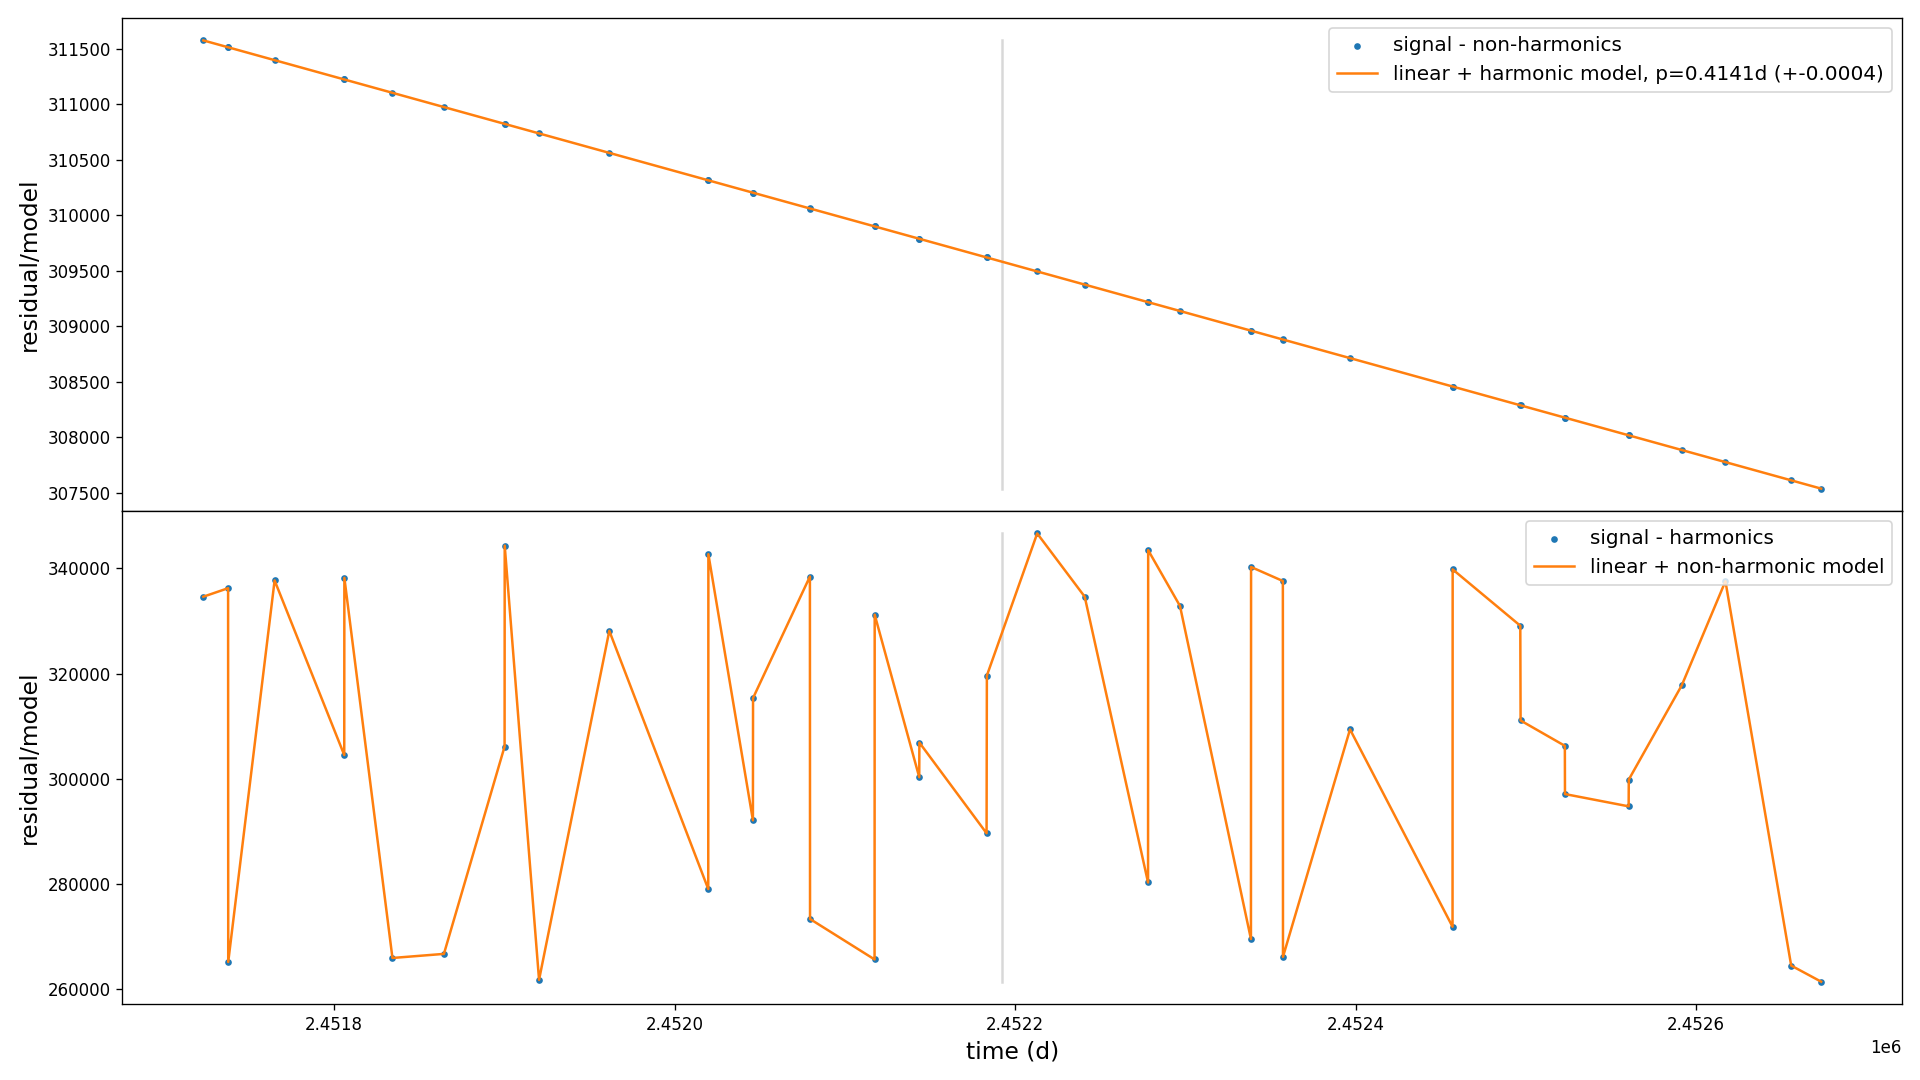 311500
311000
310500
310000
309500
309000
308500
308000
307500
residual/model
signal - non-harmonics
linear + harmonic model, p=0.4141d (+-0.0004)
340000
320000
300000
280000
260000
residual/model
signal - harmonics
linear + non-harmonic model
2.4518
2.4520
2.4522
2.4524
2.4526
1e6
time (d)